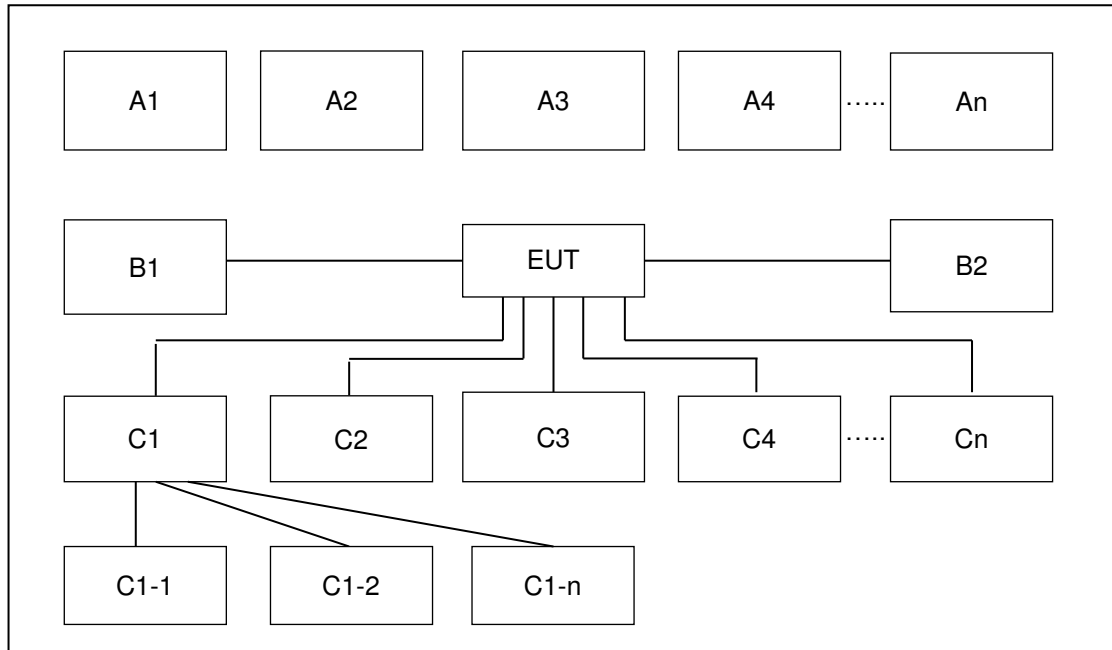 A1 A2 A3 A4 ..... An
B1 EUT B2
C1 C2 C3 C4 ..... Cn
C1-1 C1-2 C1-n